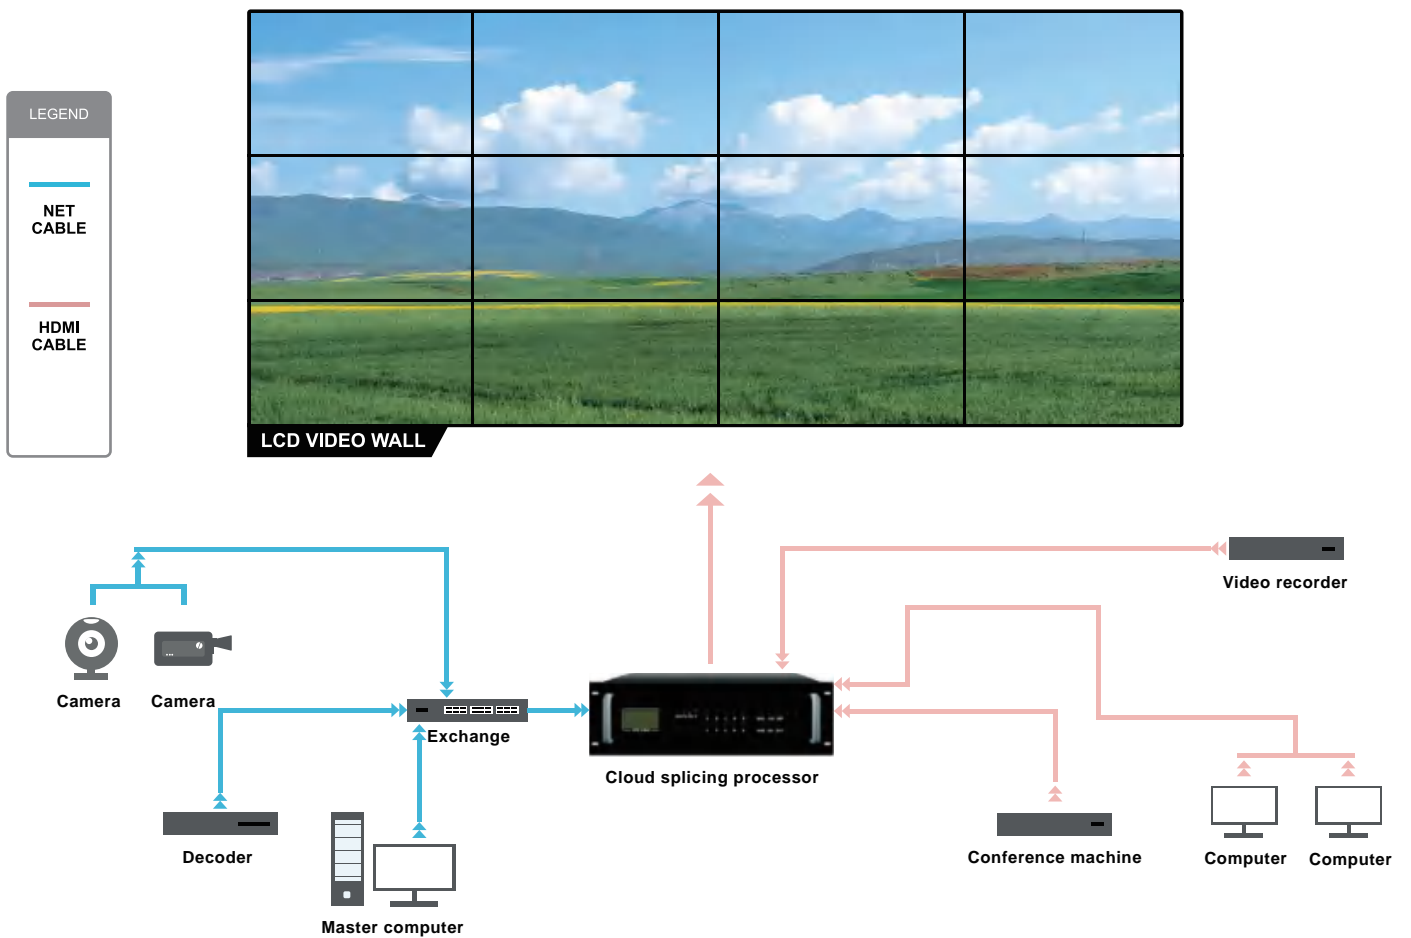 LEGEND
NET
CABLE
HDMI
CABLE
LCD VIDEO WALL
Video recorder
Camera
Camera
Exchange
Cloud splicing processor
Decoder
Conference machine
Computer
Computer
Master computer